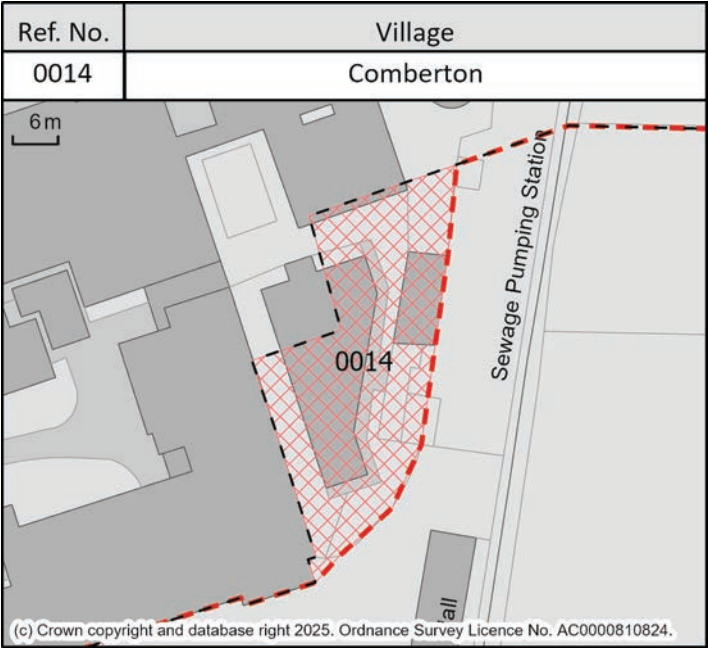 Ref. No. Village
0014 Comberton
6 m
Sewage Pumping Station
0014
(c) Crown copyright and database right 2025. Ordnance Survey Licence No. AC0000810824.